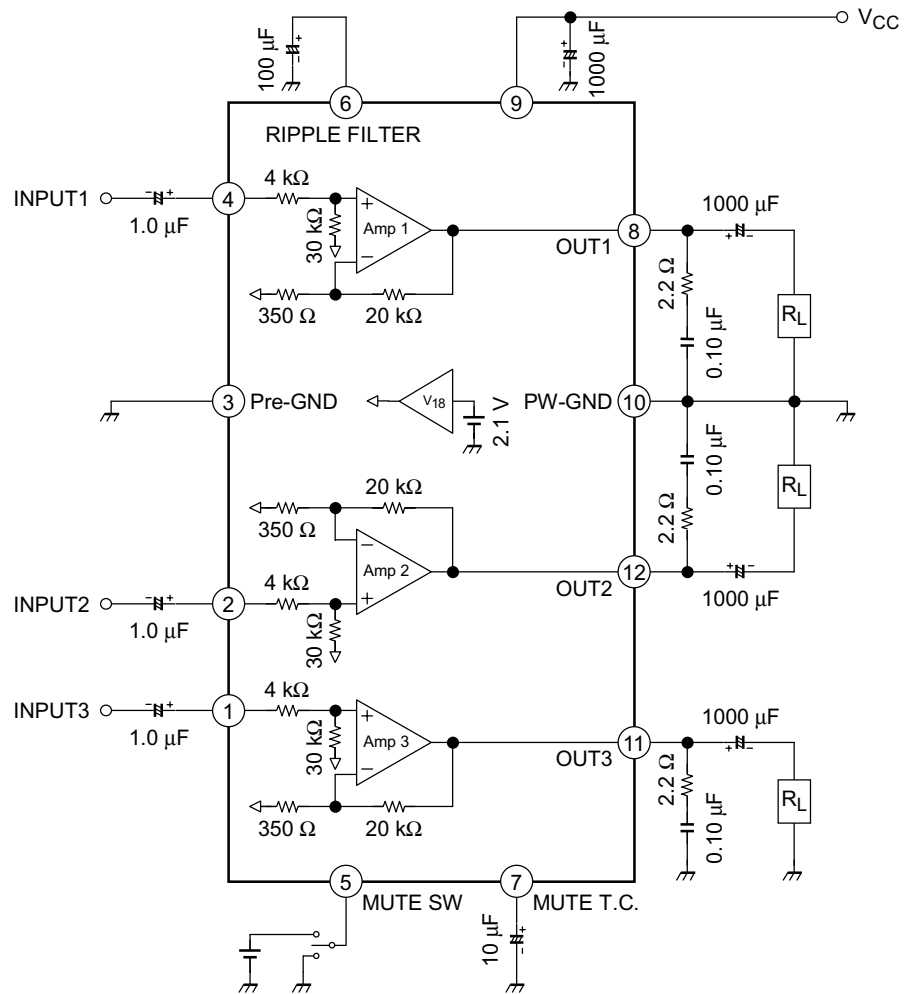 100 µF
1000 µF
V_CC
6
9
RIPPLE FILTER
INPUT1
1.0 µF
4
4 kΩ
30 kΩ
+
Amp 1
−
350 Ω
20 kΩ
OUT1
8
1000 µF
2.2 Ω
0.10 µF
R_L
3
Pre-GND
V18
2.1 V
PW-GND
10
20 kΩ
350 Ω
−
Amp 2
+
INPUT2
1.0 µF
2
4 kΩ
30 kΩ
OUT2
12
0.10 µF
2.2 Ω
R_L
1000 µF
INPUT3
1.0 µF
1
4 kΩ
30 kΩ
+
Amp 3
−
350 Ω
20 kΩ
OUT3
11
1000 µF
2.2 Ω
0.10 µF
R_L
5
MUTE SW
7
MUTE T.C.
10 µF